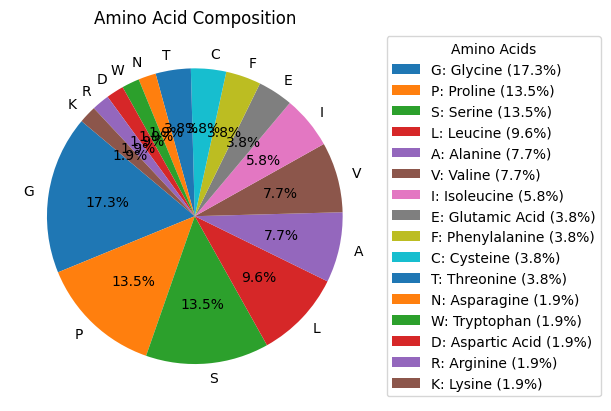 Amino Acid Composition
G
P
S
L
A
V
I
E
F
C
T
N
W
D
R
K
17.3%
13.5%
13.5%
9.6%
7.7%
7.7%
5.8%
3.8%
3.8%
3.8%
3.8%
1.9%
1.9%
1.9%
1.9%
1.9%
Amino Acids
G: Glycine (17.3%)
P: Proline (13.5%)
S: Serine (13.5%)
L: Leucine (9.6%)
A: Alanine (7.7%)
V: Valine (7.7%)
I: Isoleucine (5.8%)
E: Glutamic Acid (3.8%)
F: Phenylalanine (3.8%)
C: Cysteine (3.8%)
T: Threonine (3.8%)
N: Asparagine (1.9%)
W: Tryptophan (1.9%)
D: Aspartic Acid (1.9%)
R: Arginine (1.9%)
K: Lysine (1.9%)